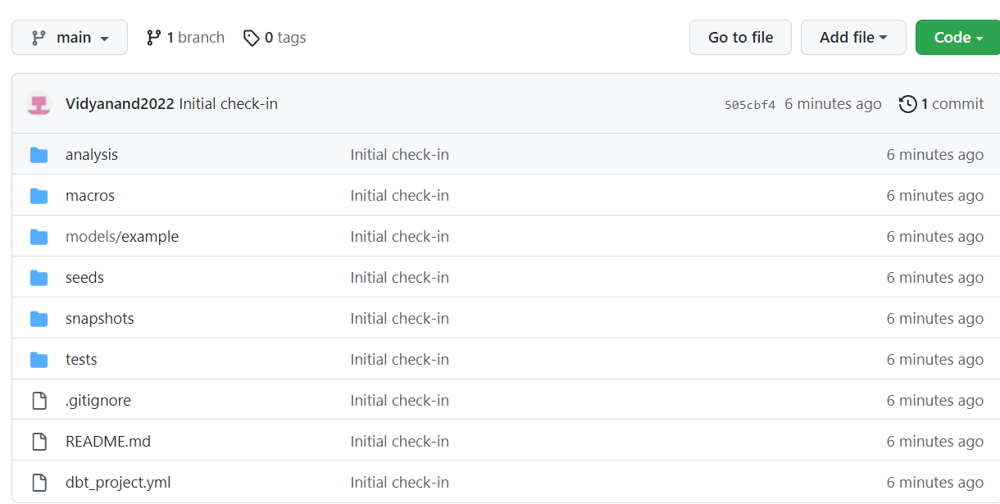 main 1 branch 0 tags Go to file Add file Code
Vidyanand2022 Initial check-in 505cbf4 6 minutes ago 1 commit
analysis Initial check-in 6 minutes ago
macros Initial check-in 6 minutes ago
models/example Initial check-in 6 minutes ago
seeds Initial check-in 6 minutes ago
snapshots Initial check-in 6 minutes ago
tests Initial check-in 6 minutes ago
.gitignore Initial check-in 6 minutes ago
README.md Initial check-in 6 minutes ago
dbt_project.yml Initial check-in 6 minutes ago